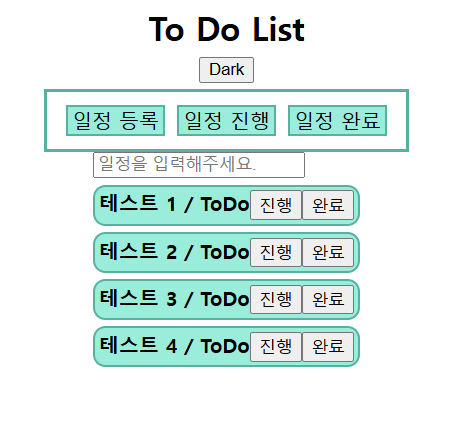 To Do List
Dark
일정 등록 일정 진행 일정 완료
일정을 입력해주세요.
테스트 1 / ToDo 진행 완료
테스트 2 / ToDo 진행 완료
테스트 3 / ToDo 진행 완료
테스트 4 / ToDo 진행 완료